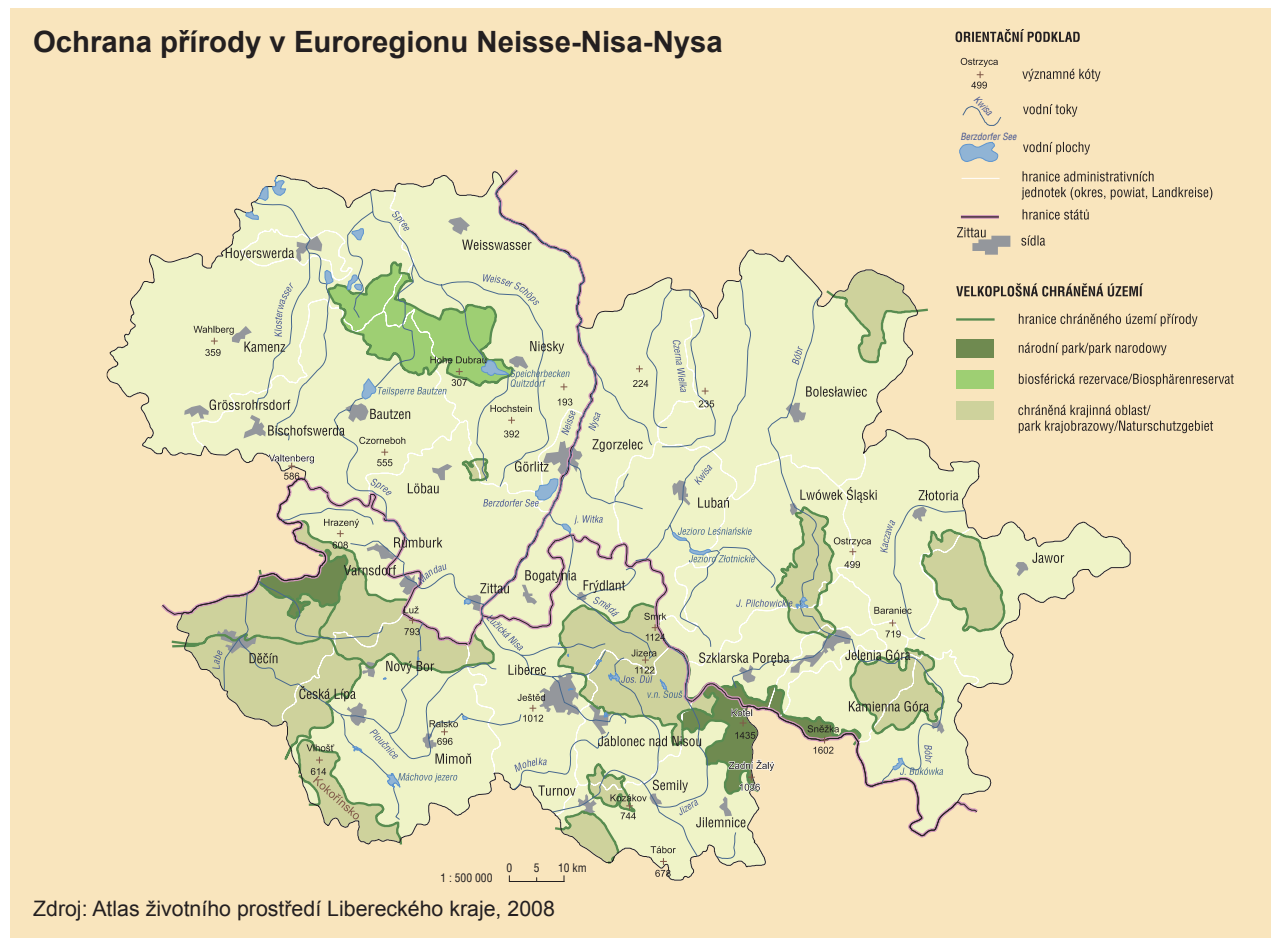 Ochrana přírody v Euroregionu Neisse-Nisa-Nysa
ORIENTAČNÍ PODKLAD
Ostrzyca
499
významné kóty
Kwisa
vodní toky
Berzdorfer See
vodní plochy
hranice administrativních
jednotek (okres, powiat, Landkreise)
hranice států
Zittau
sídla
VELKOPLOŠNÁ CHRÁNĚNÁ ÚZEMÍ
hranice chráněného území přírody
národní park/park narodowy
biosférická rezervace/Biosphärenreservat
chráněná krajinná oblast/
park krajobrazowy/Naturschutzgebiet
Spree
Weisswasser
Hoyerswerda
Weisser Schöps
Klosterwasser
Wahlberg
359
Kamenz
Niesky
Hohe Dubrau
307
Speicherbecken
Quitzdorf
193
224
Czerna Wielka
235
Bóbr
Bolesławiec
Teilsperre Bautzen
Grössrohrsdorf
Bautzen
Bischofswerda
Hochstein
392
Neisse
Nysa
Zgorzelec
Czorneboh
555
Valtenberg
586
Löbau
Görlitz
Spree
Berzdorfer See
Kwisa
Lubań
Lwówek Śląski
Złotoria
Hrazený
608
Rumburk
j. Witka
Jezioro Leśniańskie
Jezioro Złotnickie
Ostrzyca
499
Kaczawa
Jawor
Varnsdorf
Mandau
Zittau
Bogatynia
Frýdlant
Smědá
J. Pilchowickie
Luž
793
Lužická Nisa
Smrk
1124
Baraniec
719
Labe
Děčín
Nový Bor
Liberec
Jizera
1122
Szklarska Poręba
Jelenia Góra
Jos. Důl
v.n. Souš
Česká Lípa
Ještěd
1012
Kotel
1435
Kamienna Góra
Ralsko
696
Jablonec nad Nisou
Sněžka
1602
Ploučnice
Mimoň
Vlhošť
614
Kokořínsko
Máchovo jezero
Mohelka
Zadní Žalý
1036
Bóbr
J. Bukówka
Turnov
Kozákov
744
Semily
Jizera
Jilemnice
Tábor
678
1 : 500 000
0 5 10 km
Zdroj: Atlas životního prostředí Libereckého kraje, 2008